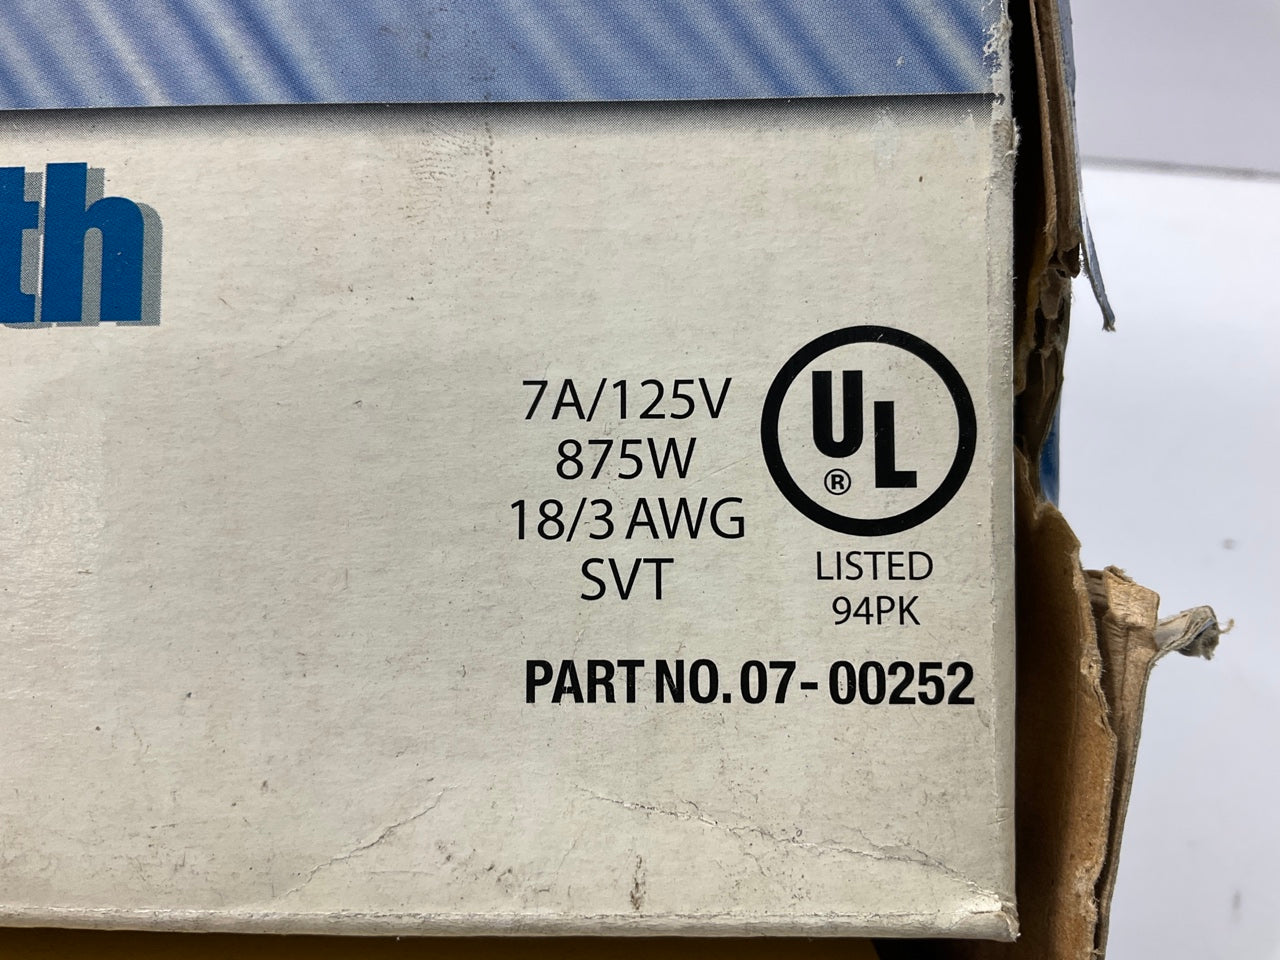 th
7A/125V
875W
18/3 AWG
SVT
UL
®
LISTED
94PK
PART NO. 07-00252